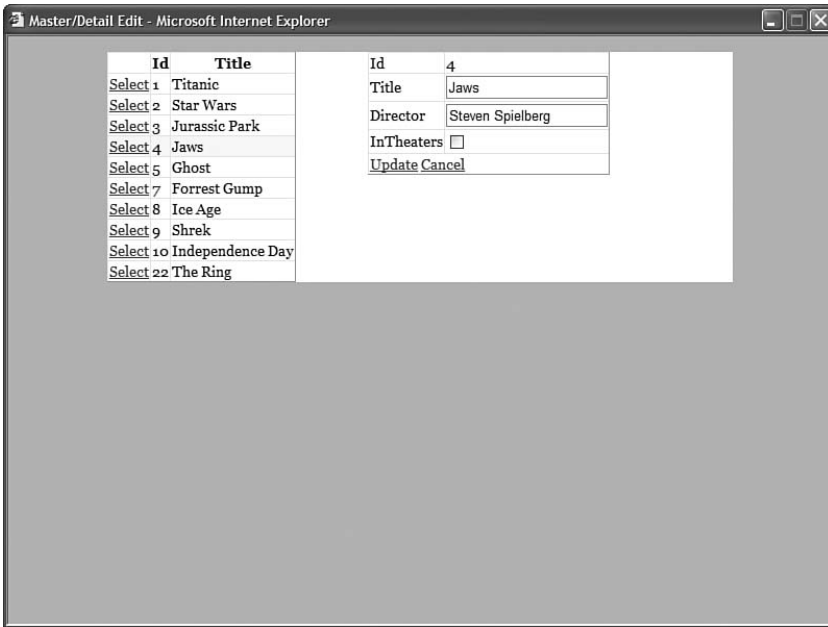 Master/Detail Edit - Microsoft Internet Explorer
Id Title
Select 1 Titanic
Select 2 Star Wars
Select 3 Jurassic Park
Select 4 Jaws
Select 5 Ghost
Select 7 Forrest Gump
Select 8 Ice Age
Select 9 Shrek
Select 10 Independence Day
Select 22 The Ring
Id 4
Title Jaws
Director Steven Spielberg
InTheaters
Update Cancel